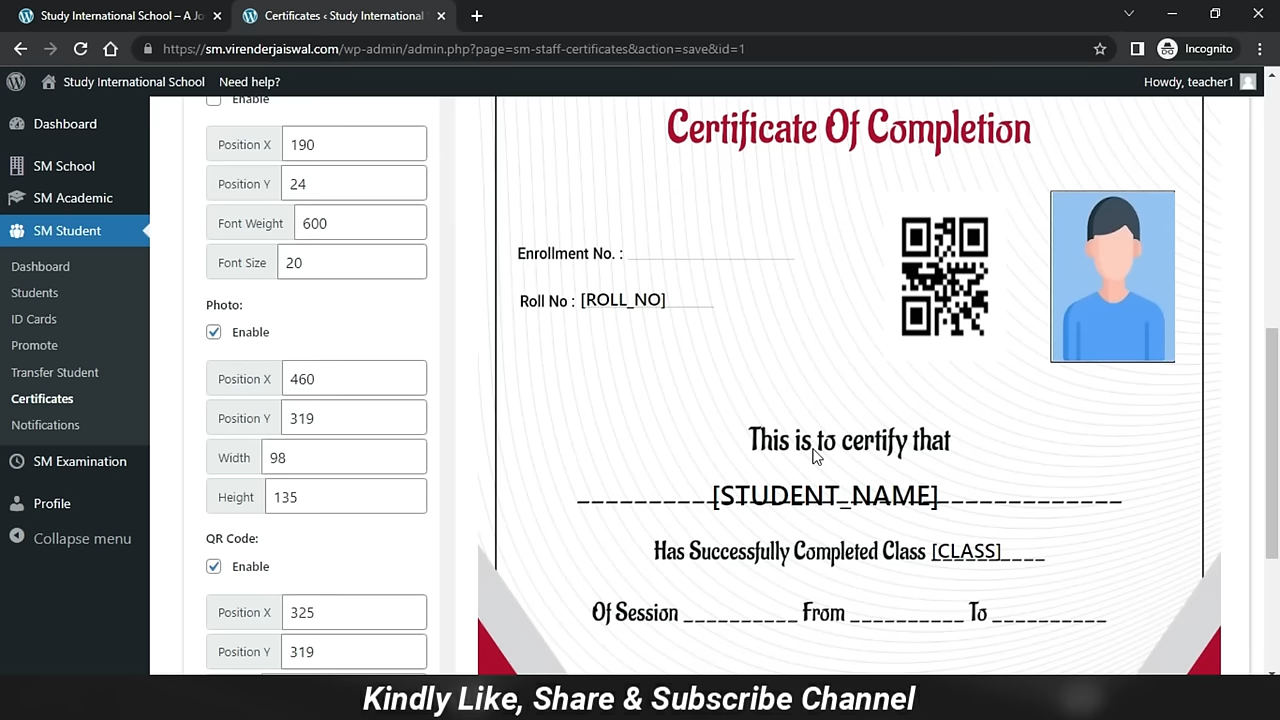 Study International School – A Jo
Certificates ‹ Study International
https://sm.virenderjaiswal.com/wp-admin/admin.php?page=sm-staff-certificates&action=save&id=1
Incognito
Study International School
Need help?
Howdy, teacher1
Dashboard
SM School
SM Academic
SM Student
Dashboard
Students
ID Cards
Promote
Transfer Student
Certificates
Notifications
SM Examination
Profile
Collapse menu
Enable
Position X 190
Position Y 24
Font Weight 600
Font Size 20
Photo:
Enable
Position X 460
Position Y 319
Width 98
Height 135
QR Code:
Enable
Position X 325
Position Y 319
Certificate Of Completion
Enrollment No. :
Roll No : [ROLL_NO]
This is to certify that
[STUDENT_NAME]
Has Successfully Completed Class [CLASS]____
Of Session __________ From __________ To __________
Kindly Like, Share & Subscribe Channel